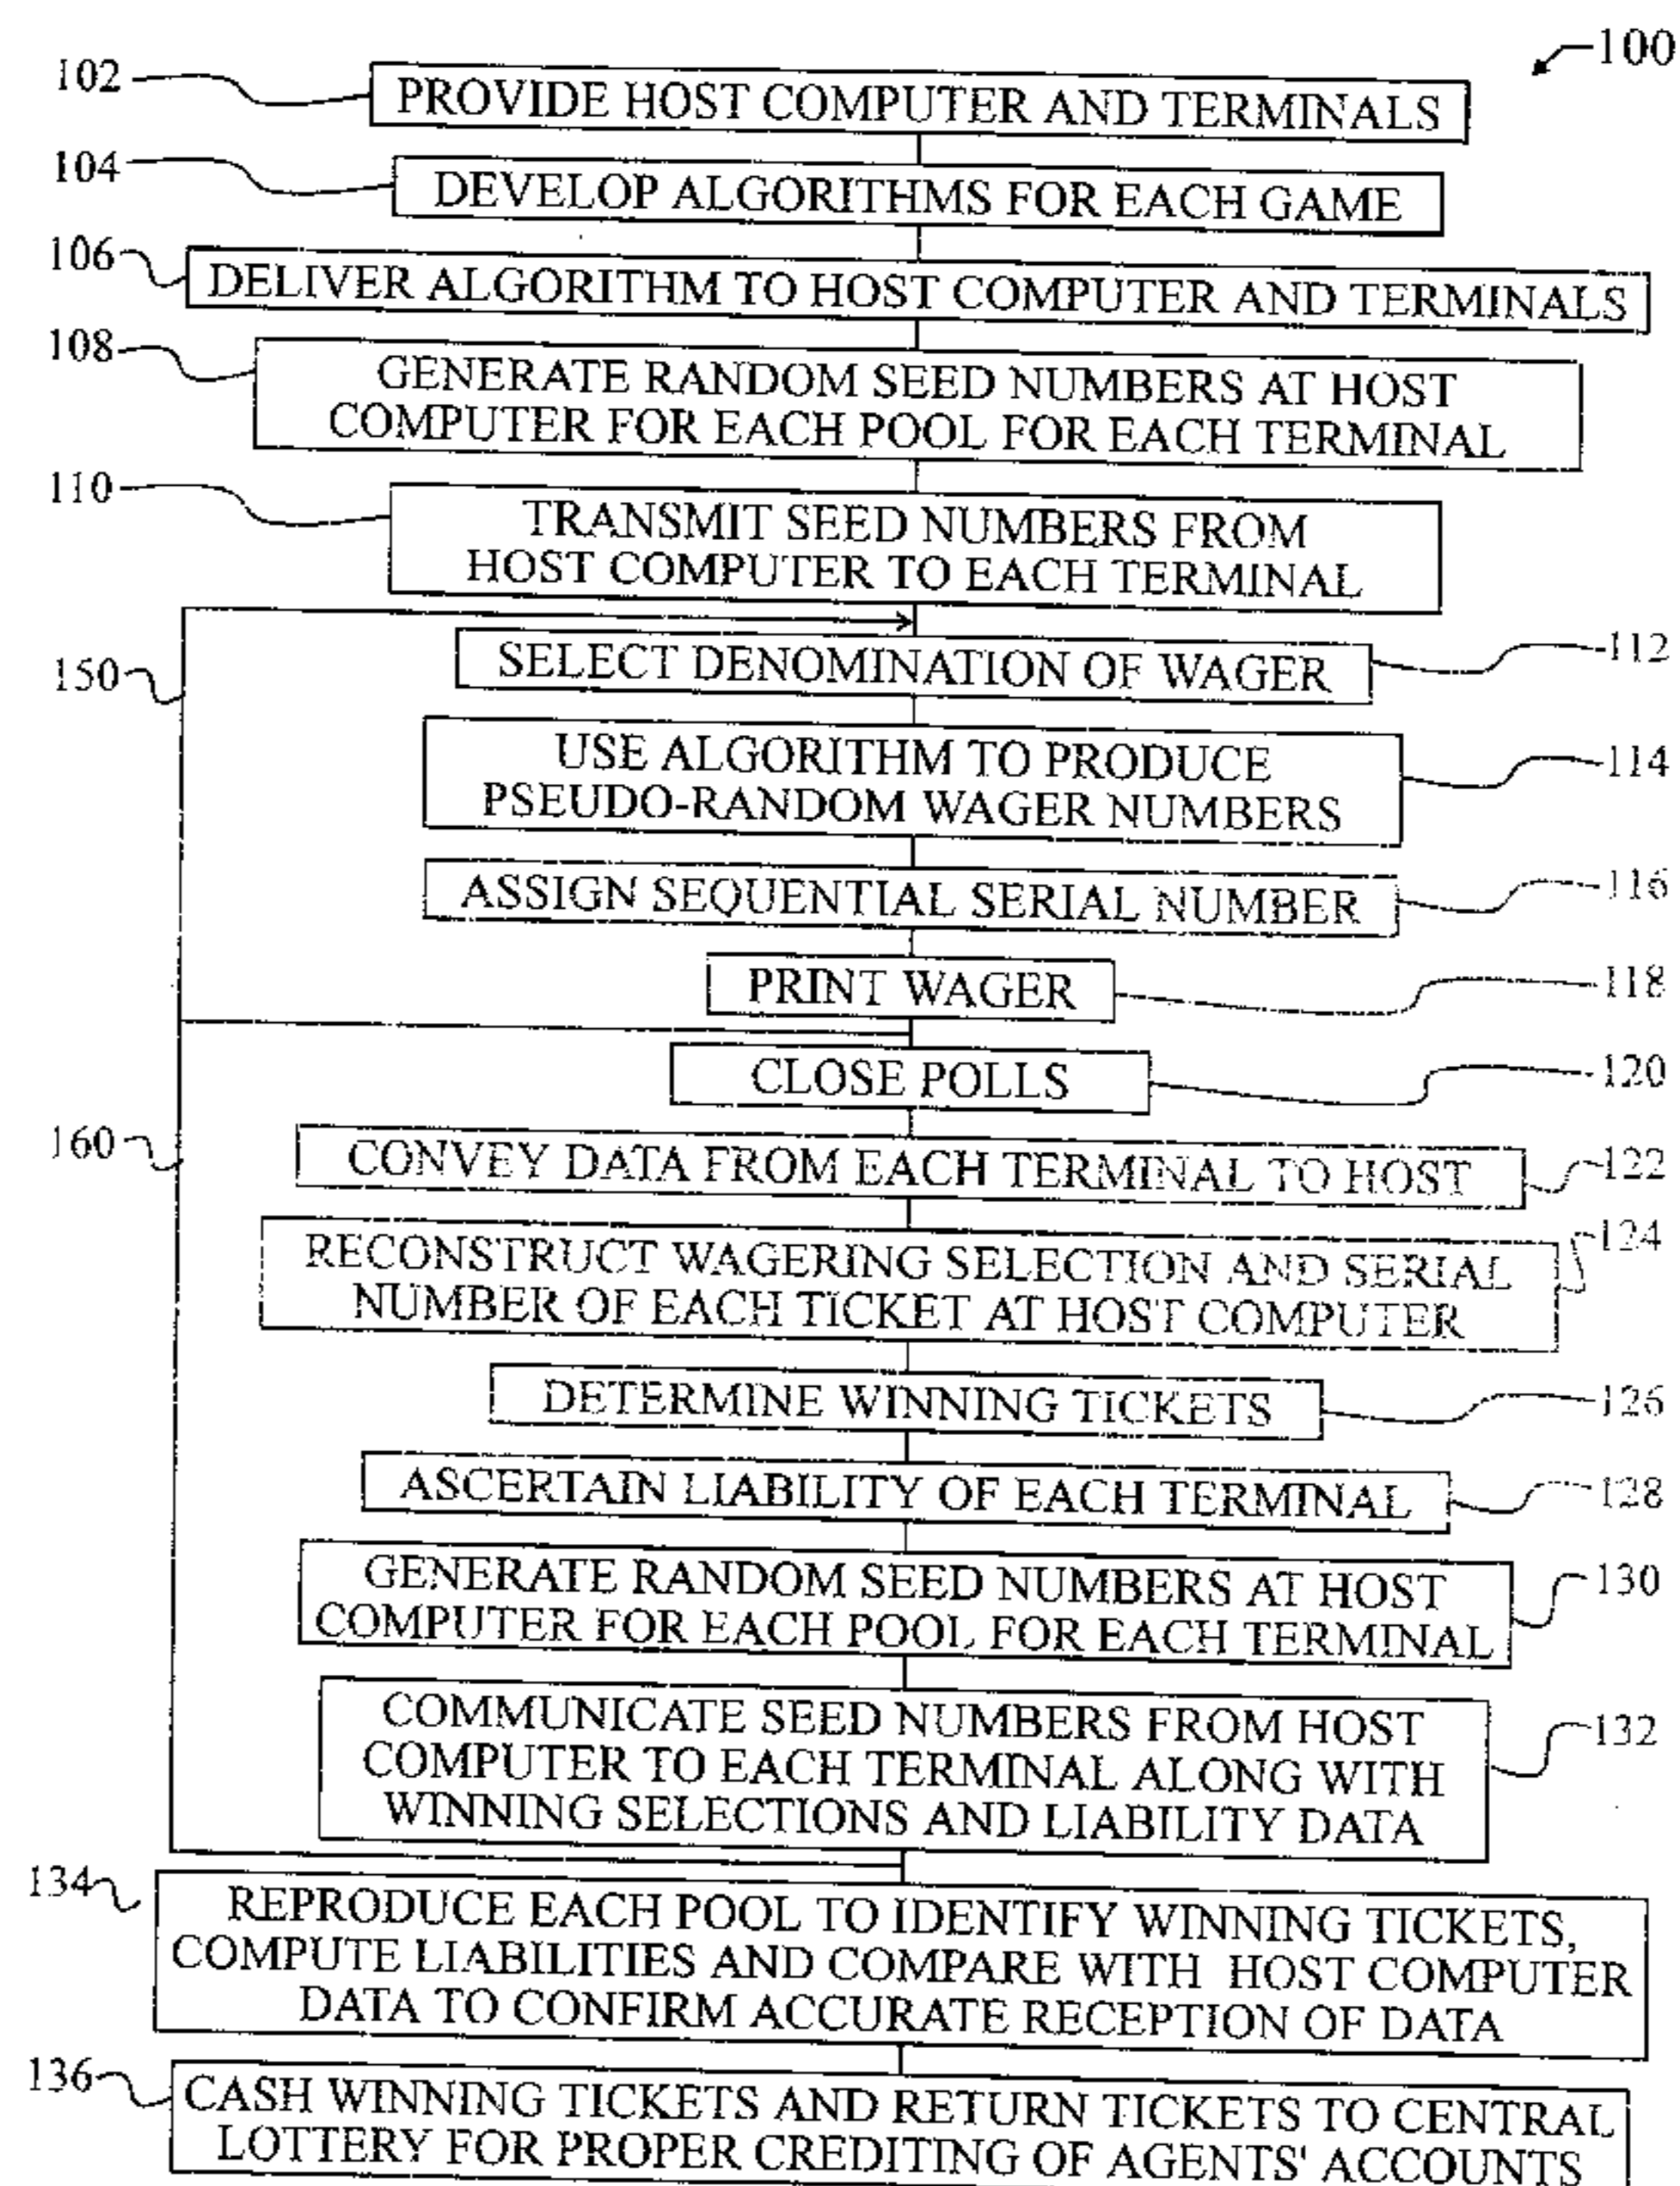 100
102
PROVIDE HOST COMPUTER AND TERMINALS
104
DEVELOP ALGORITHMS FOR EACH GAME
106
DELIVER ALGORITHM TO HOST COMPUTER AND TERMINALS
108
GENERATE RANDOM SEED NUMBERS AT HOST
COMPUTER FOR EACH POOL FOR EACH TERMINAL
110
TRANSMIT SEED NUMBERS FROM
HOST COMPUTER TO EACH TERMINAL
150
SELECT DENOMINATION OF WAGER
112
USE ALGORITHM TO PRODUCE
PSEUDO-RANDOM WAGER NUMBERS
114
ASSIGN SEQUENTIAL SERIAL NUMBER
116
PRINT WAGER
118
CLOSE POLLS
120
160
CONVEY DATA FROM EACH TERMINAL TO HOST
122
RECONSTRUCT WAGERING SELECTION AND SERIAL
NUMBER OF EACH TICKET AT HOST COMPUTER
124
DETERMINE WINNING TICKETS
126
ASCERTAIN LIABILITY OF EACH TERMINAL
128
GENERATE RANDOM SEED NUMBERS AT HOST
COMPUTER FOR EACH POOL FOR EACH TERMINAL
130
COMMUNICATE SEED NUMBERS FROM HOST
COMPUTER TO EACH TERMINAL ALONG WITH
WINNING SELECTIONS AND LIABILITY DATA
132
134
REPRODUCE EACH POOL TO IDENTIFY WINNING TICKETS,
COMPUTE LIABILITIES AND COMPARE WITH HOST COMPUTER
DATA TO CONFIRM ACCURATE RECEPTION OF DATA
136
CASH WINNING TICKETS AND RETURN TICKETS TO CENTRAL
LOTTERY FOR PROPER CREDITING OF AGENTS' ACCOUNTS